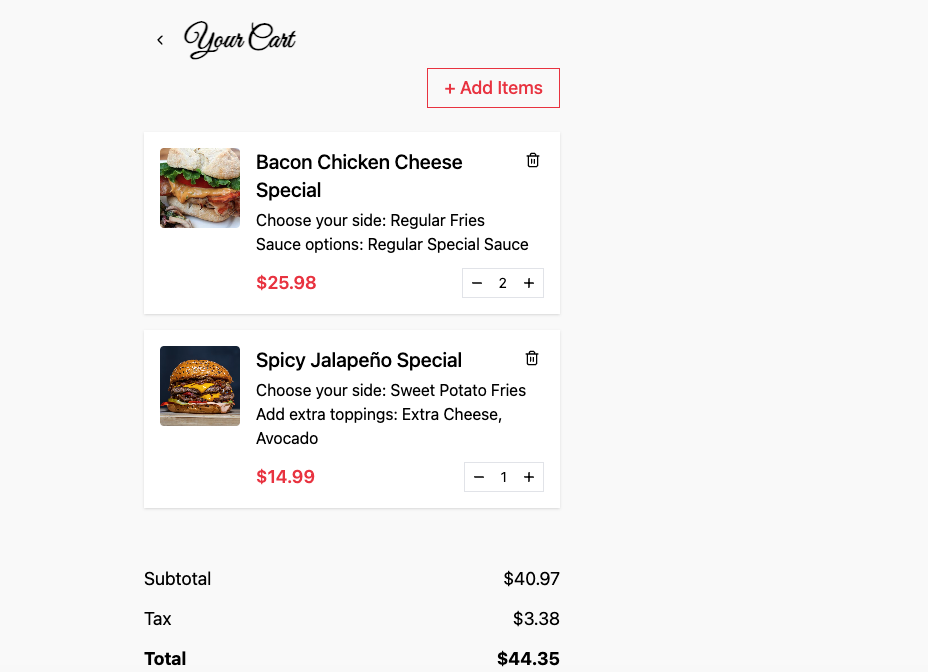 Your Cart
+ Add Items
Bacon Chicken Cheese
Special
Choose your side: Regular Fries
Sauce options: Regular Special Sauce
$25.98
2
Spicy Jalapeño Special
Choose your side: Sweet Potato Fries
Add extra toppings: Extra Cheese,
Avocado
$14.99
1
Subtotal $40.97
Tax $3.38
Total $44.35